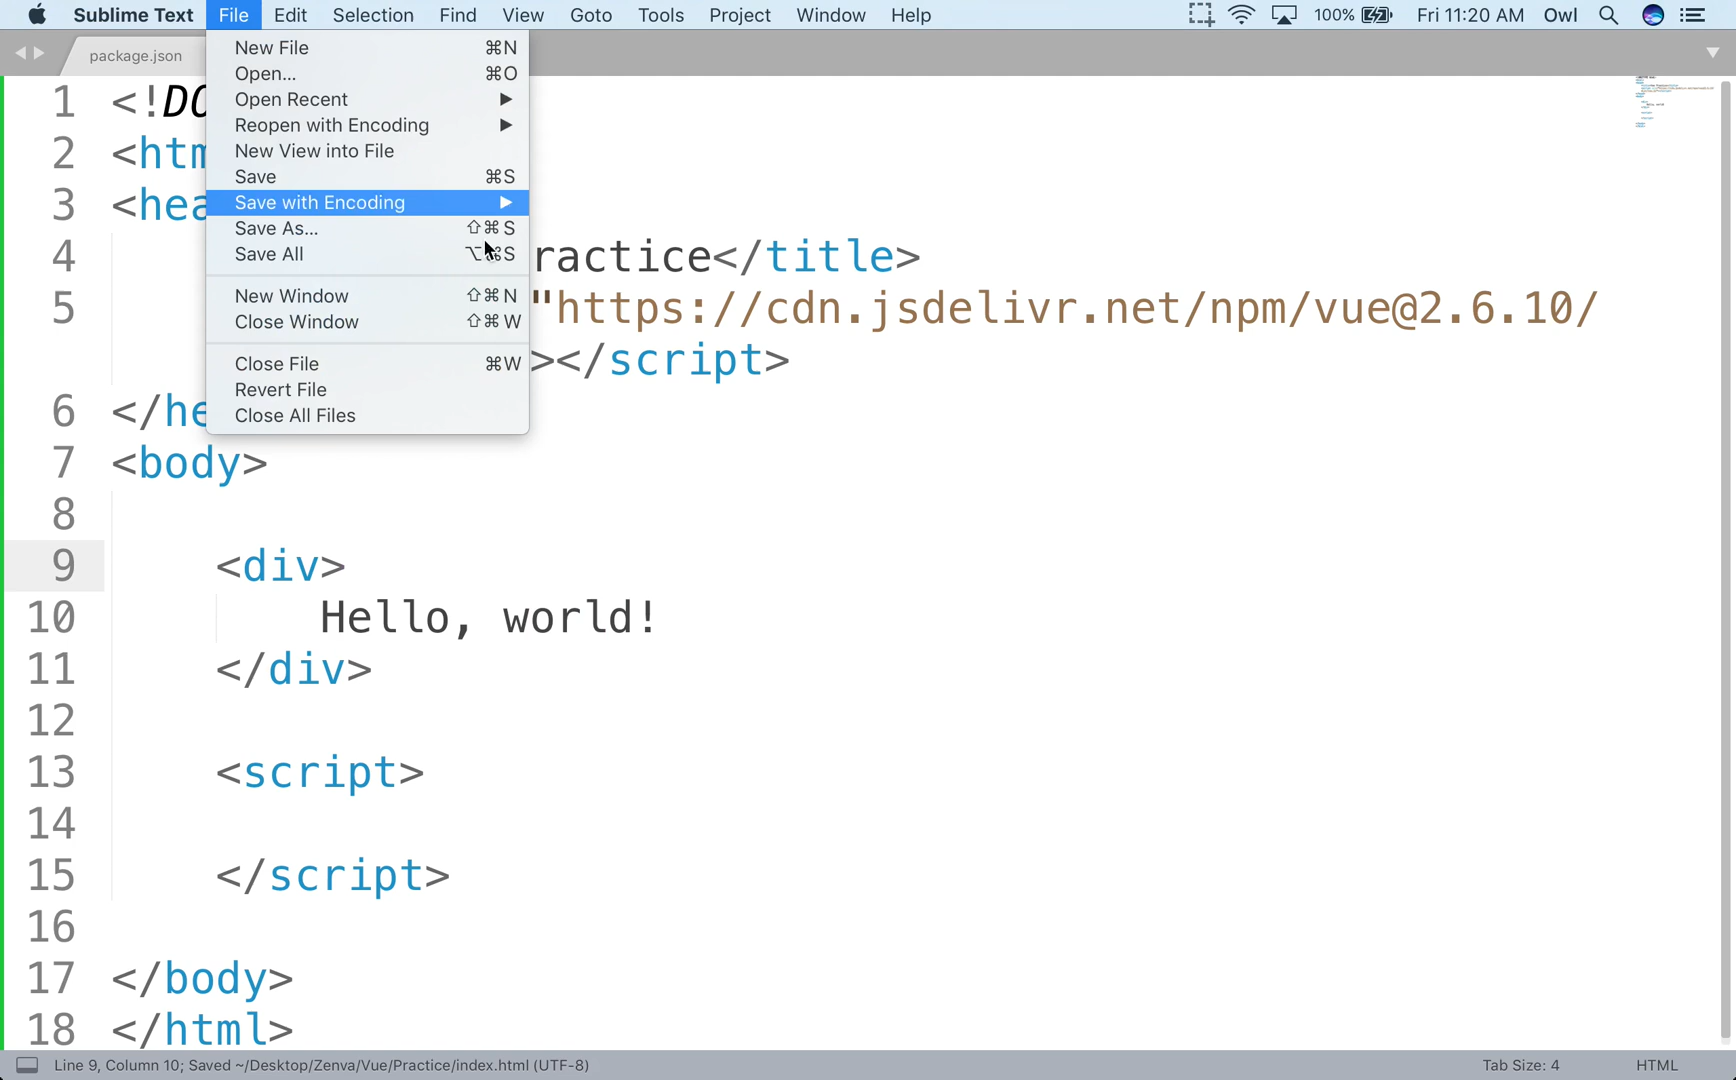 Sublime Text File Edit Selection Find View Goto Tools Project Window Help 100% Fri 11:20 AM Owl
package.json
New File ⌘N
Open... ⌘O
Open Recent ▶
Reopen with Encoding ▶
New View into File
Save ⌘S
Save with Encoding ▶
Save As... ⇧⌘S
Save All ⌥⌘S
New Window ⇧⌘N
Close Window ⇧⌘W
Close File ⌘W
Revert File
Close All Files
1 <!DO
2 <htm
3 <hea
4 ractice</title>
5 "https://cdn.jsdelivr.net/npm/vue@2.6.10/
></script>
6 </he
7 <body>
8
9 <div>
10 Hello, world!
11 </div>
12
13 <script>
14
15 </script>
16
17 </body>
18 </html>
Line 9, Column 10; Saved ~/Desktop/Zenva/Vue/Practice/index.html (UTF-8) Tab Size: 4 HTML